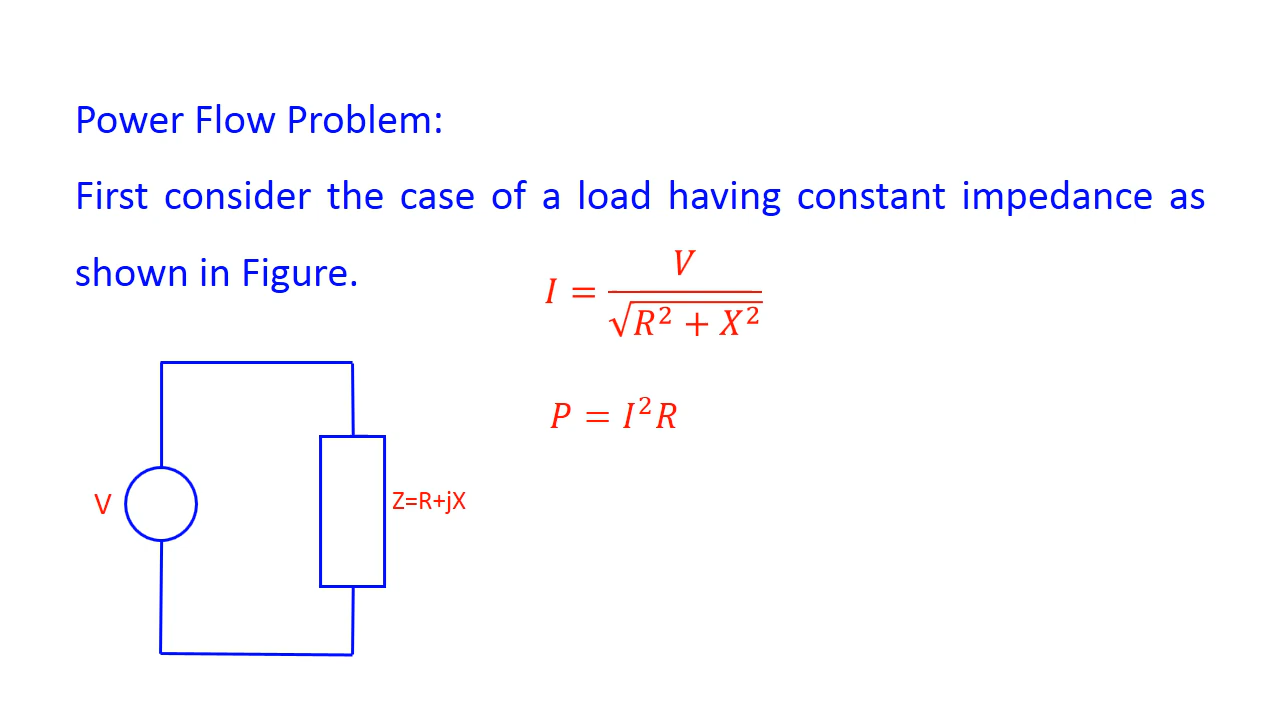 Power Flow Problem:
First consider the case of a load having constant impedance as
shown in Figure.
I = V / √(R² + X²)
P = I²R
V
Z=R+jX